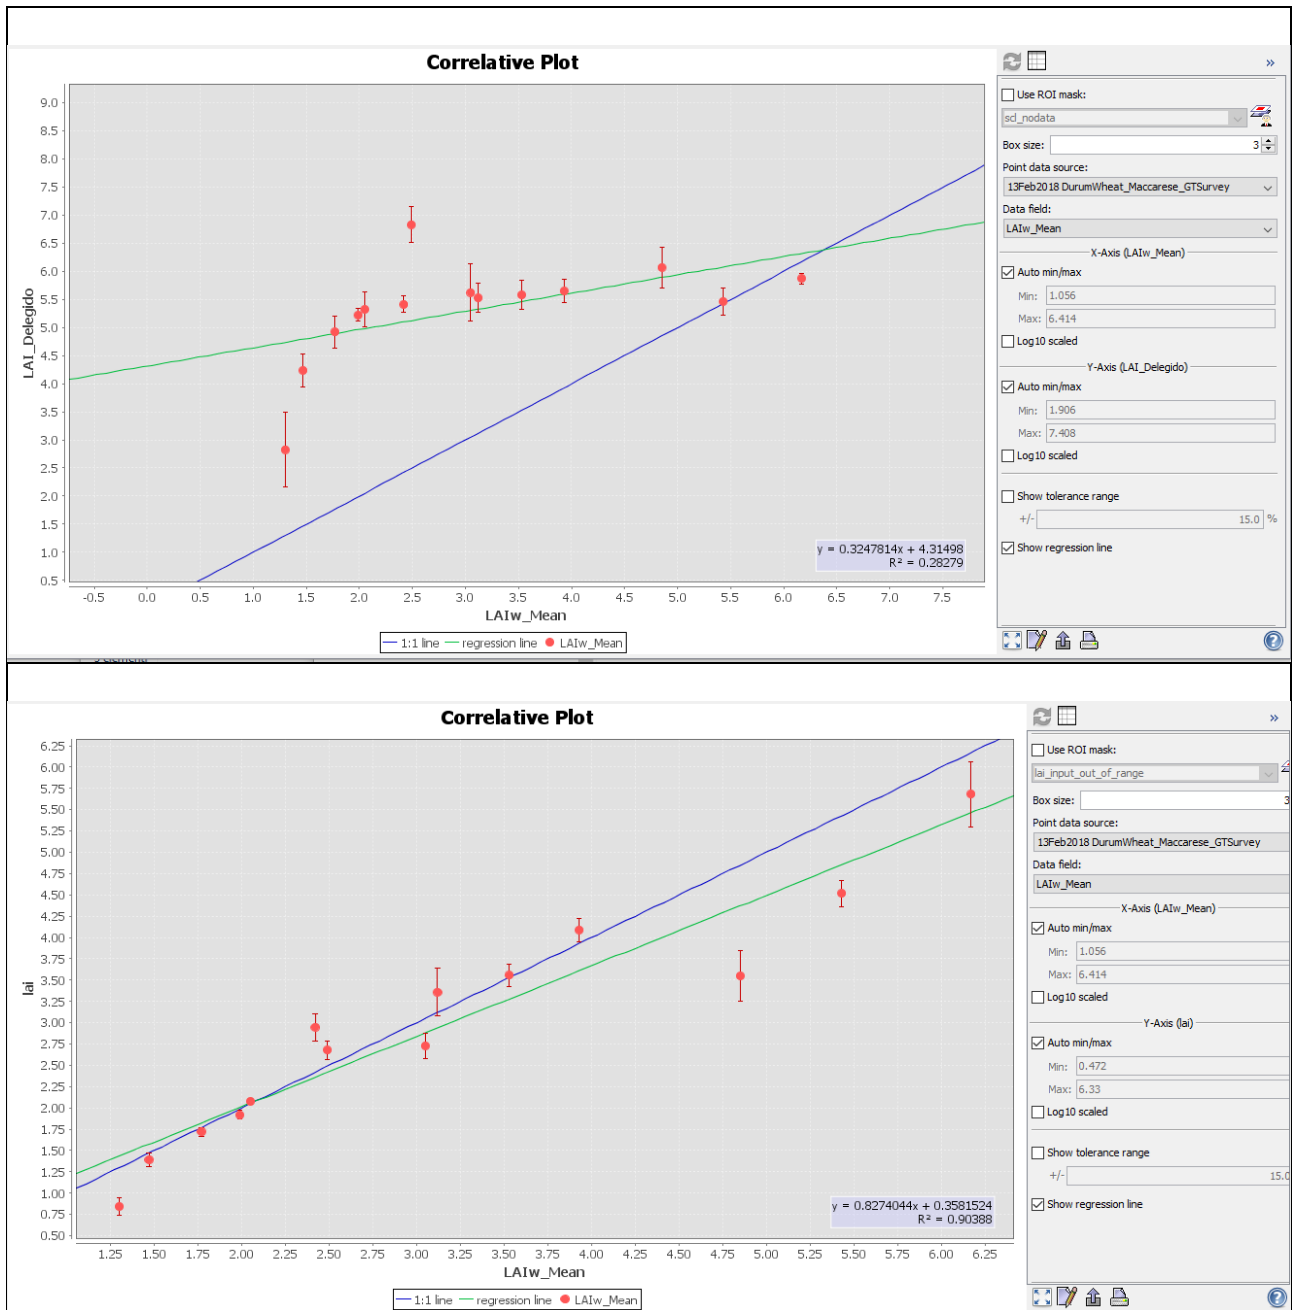 Correlative Plot
9.0
8.5
8.0
7.5
7.0
6.5
6.0
5.5
5.0
4.5
4.0
3.5
3.0
2.5
2.0
1.5
1.0
0.5
LAI_Delegido
-0.5 0.0 0.5 1.0 1.5 2.0 2.5 3.0 3.5 4.0 4.5 5.0 5.5 6.0 6.5 7.0 7.5
LAIw_Mean
y = 0.3247814x + 4.31498
R² = 0.28279
1:1 line regression line LAIw_Mean
»
Use ROI mask:
scl_nodata
Box size: 3
Point data source:
13Feb2018 DurumWheat_Maccarese_GTSurvey
Data field:
LAIw_Mean
X-Axis (LAIw_Mean)
Auto min/max
Min: 1.056
Max: 6.414
Log10 scaled
Y-Axis (LAI_Delegido)
Auto min/max
Min: 1.906
Max: 7.408
Log10 scaled
Show tolerance range
+/- 15.0 %
Show regression line
?
Correlative Plot
6.25
6.00
5.75
5.50
5.25
5.00
4.75
4.50
4.25
4.00
3.75
3.50
3.25
3.00
2.75
2.50
2.25
2.00
1.75
1.50
1.25
1.00
0.75
0.50
lai
1.25 1.50 1.75 2.00 2.25 2.50 2.75 3.00 3.25 3.50 3.75 4.00 4.25 4.50 4.75 5.00 5.25 5.50 5.75 6.00 6.25
LAIw_Mean
y = 0.8274044x + 0.3581524
R² = 0.90388
1:1 line regression line LAIw_Mean
»
Use ROI mask:
lai_input_out_of_range
Box size: 3
Point data source:
13Feb2018 DurumWheat_Maccarese_GTSurvey
Data field:
LAIw_Mean
X-Axis (LAIw_Mean)
Auto min/max
Min: 1.056
Max: 6.414
Log10 scaled
Y-Axis (lai)
Auto min/max
Min: 0.472
Max: 6.33
Log10 scaled
Show tolerance range
+/- 15.0
Show regression line
?